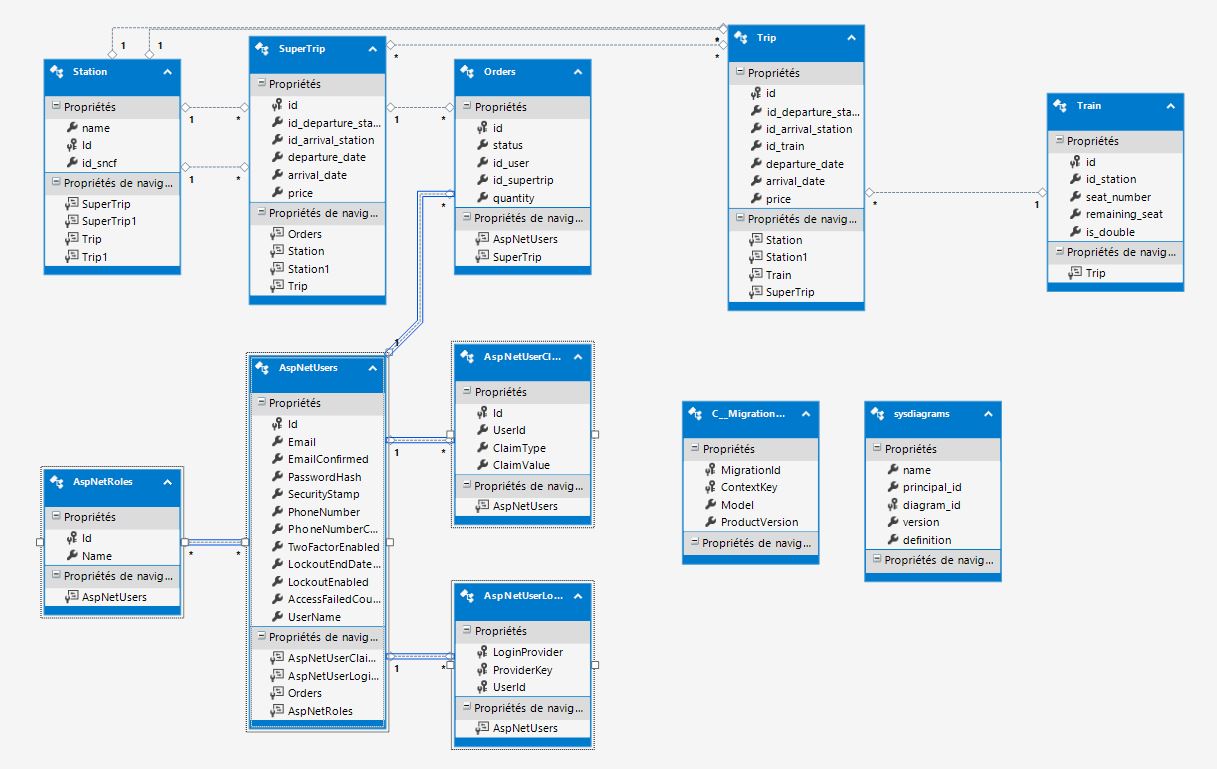 1
1
*
*
*
Station
Propriétés
name
Id
id_sncf
Propriétés de navig...
SuperTrip
SuperTrip1
Trip
Trip1
1
*
1
*
SuperTrip
Propriétés
id
id_departure_sta...
id_arrival_station
departure_date
arrival_date
price
Propriétés de navig...
Orders
Station
Station1
Trip
1
*
Orders
Propriétés
id
status
id_user
id_supertrip
quantity
Propriétés de navig...
AspNetUsers
SuperTrip
*
1
Trip
Propriétés
id
id_departure_sta...
id_arrival_station
id_train
departure_date
arrival_date
price
Propriétés de navig...
Station
Station1
Train
SuperTrip
*
1
Train
Propriétés
id
id_station
seat_number
remaining_seat
is_double
Propriétés de navig...
Trip
AspNetRoles
Propriétés
Id
Name
Propriétés de navig...
AspNetUsers
*
*
AspNetUsers
Propriétés
Id
Email
EmailConfirmed
PasswordHash
SecurityStamp
PhoneNumber
PhoneNumberC...
TwoFactorEnabled
LockoutEndDate...
LockoutEnabled
AccessFailedCou...
UserName
Propriétés de navig...
AspNetUserClai...
AspNetUserLogi...
Orders
AspNetRoles
1
*
1
*
AspNetUserCl...
Propriétés
Id
UserId
ClaimType
ClaimValue
Propriétés de navig...
AspNetUsers
AspNetUserLo...
Propriétés
LoginProvider
ProviderKey
UserId
Propriétés de navig...
AspNetUsers
C__Migration...
Propriétés
MigrationId
ContextKey
Model
ProductVersion
Propriétés de navig...
sysdiagrams
Propriétés
name
principal_id
diagram_id
version
definition
Propriétés de navig...